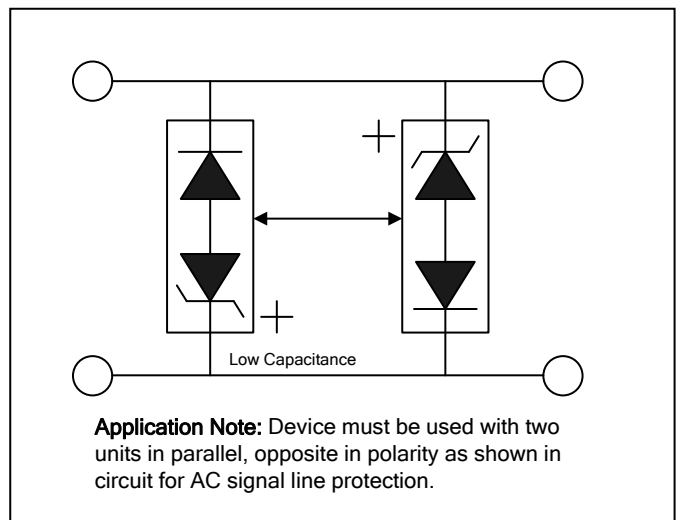 +
+
Low Capacitance
Application Note: Device must be used with two
units in parallel, opposite in polarity as shown in
circuit for AC signal line protection.